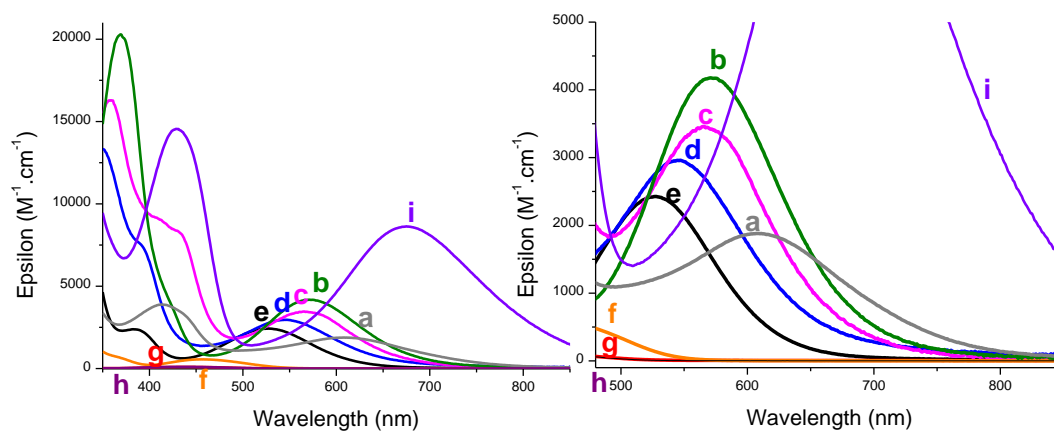 20000
15000
10000
5000
0
Epsilon (M⁻¹.cm⁻¹)
400
500
600
700
800
Wavelength (nm)
i
b
c
d
a
e
g
f
h
5000
4000
3000
2000
1000
0
Epsilon (M⁻¹.cm⁻¹)
500
600
700
800
Wavelength (nm)
b
i
c
d
e
a
f
g
h